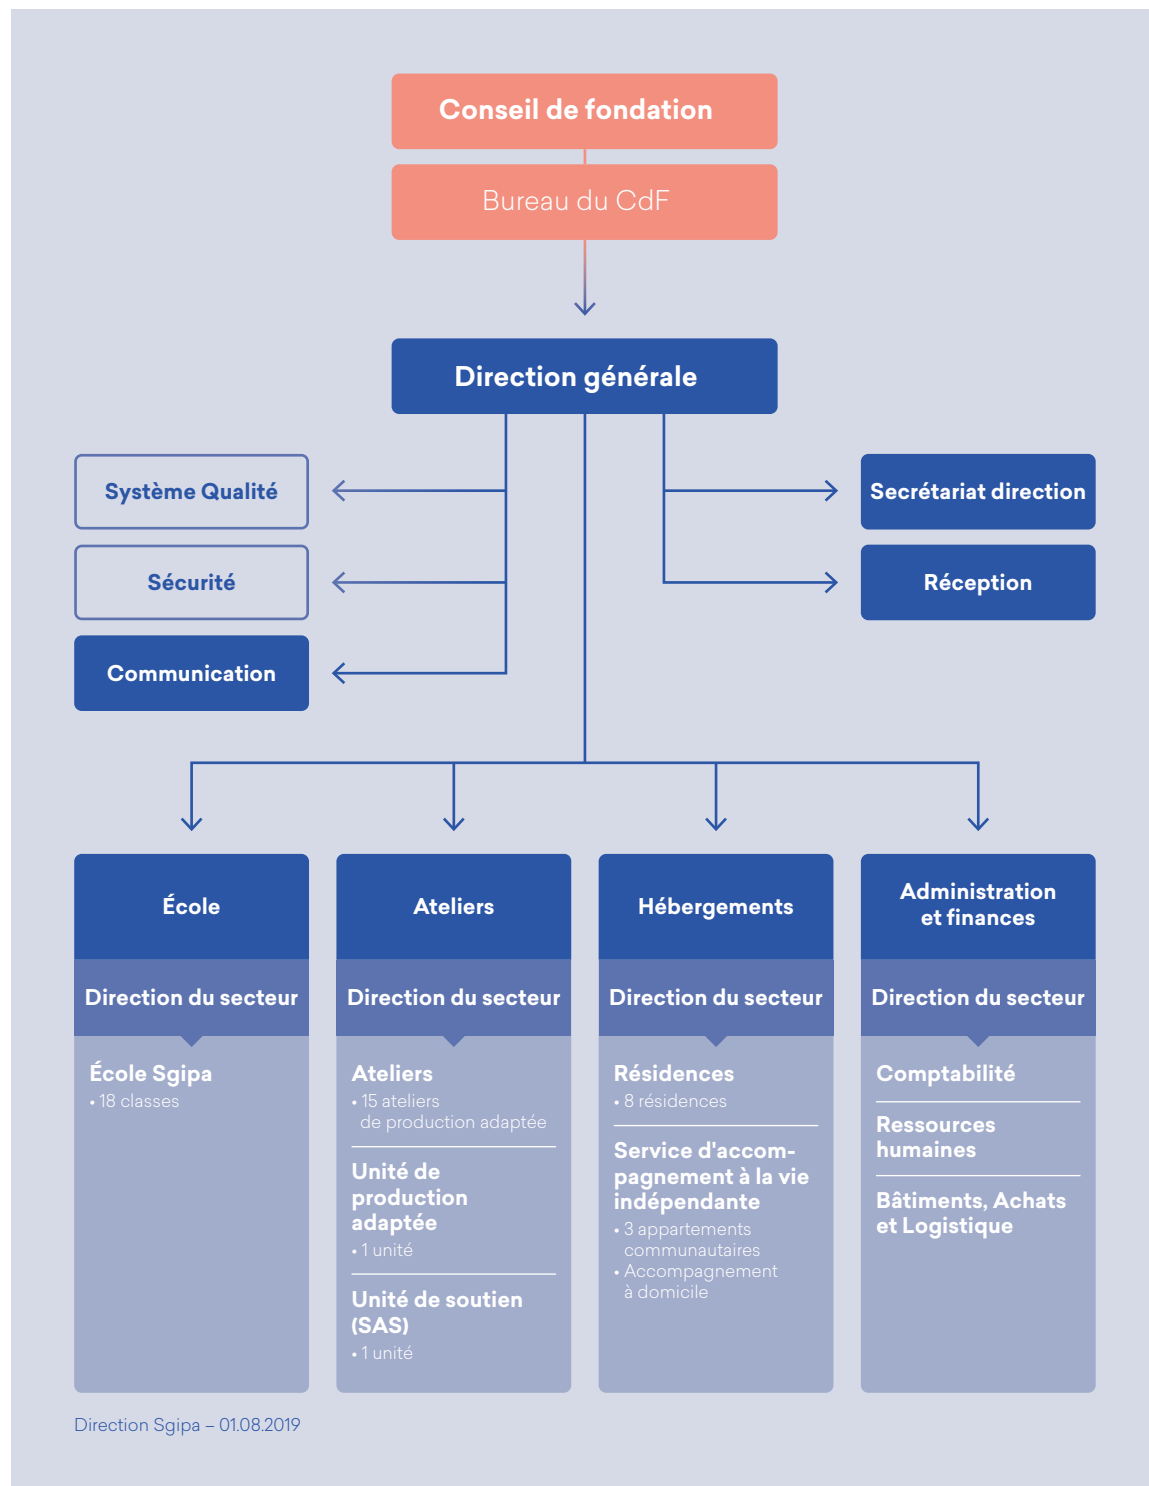 Conseil de fondation
Bureau du CdF
Direction générale
Système Qualité
Secrétariat direction
Sécurité
Réception
Communication
École
Direction du secteur
École Sgipa
• 18 classes
Ateliers
Direction du secteur
Ateliers
• 15 ateliers
de production adaptée
Unité de
production
adaptée
• 1 unité
Unité de soutien
(SAS)
• 1 unité
Hébergements
Direction du secteur
Résidences
• 8 résidences
Service d'accom-
pagnement à la vie
indépendante
• 3 appartements
communautaires
• Accompagnement
à domicile
Administration
et finances
Direction du secteur
Comptabilité
Ressources
humaines
Bâtiments, Achats
et Logistique
Direction Sgipa – 01.08.2019